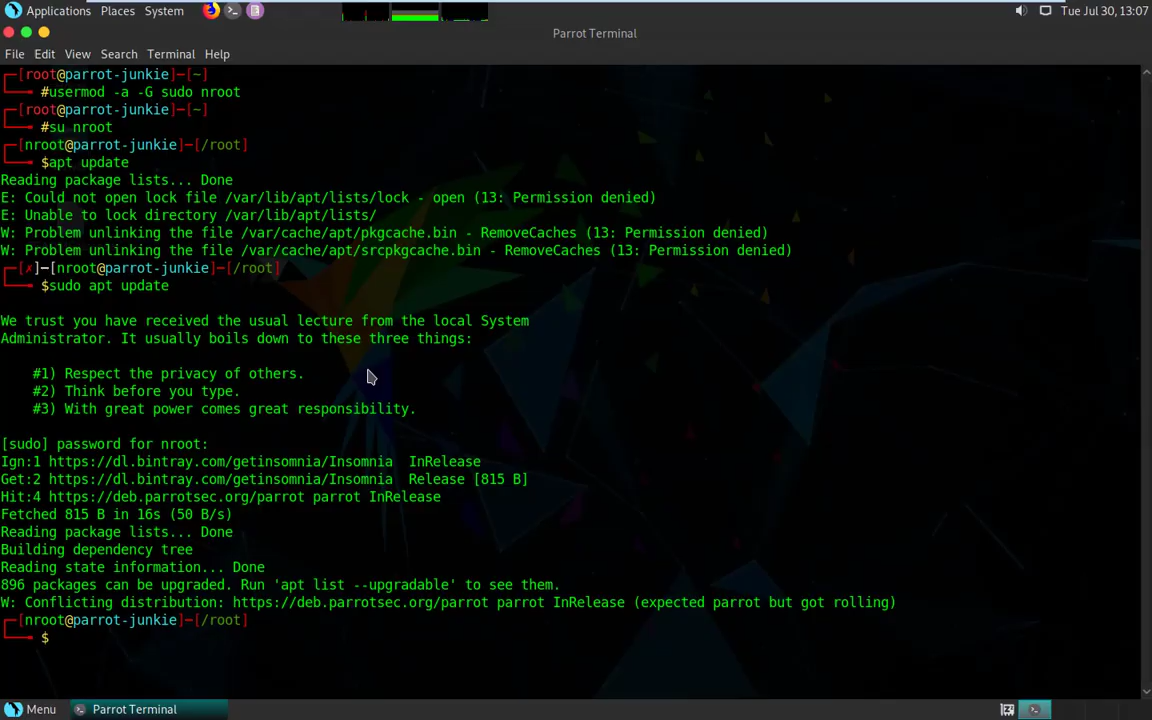 Applications Places System Tue Jul 30, 13:07
Parrot Terminal
File Edit View Search Terminal Help
┌─[root@parrot-junkie]─[~]
└──╼ #usermod -a -G sudo nroot
┌─[root@parrot-junkie]─[~]
└──╼ #su nroot
┌─[nroot@parrot-junkie]─[/root]
└──╼ $apt update
Reading package lists... Done
E: Could not open lock file /var/lib/apt/lists/lock - open (13: Permission denied)
E: Unable to lock directory /var/lib/apt/lists/
W: Problem unlinking the file /var/cache/apt/pkgcache.bin - RemoveCaches (13: Permission denied)
W: Problem unlinking the file /var/cache/apt/srcpkgcache.bin - RemoveCaches (13: Permission denied)
┌─[✗]─[nroot@parrot-junkie]─[/root]
└──╼ $sudo apt update
We trust you have received the usual lecture from the local System
Administrator. It usually boils down to these three things:
#1) Respect the privacy of others.
#2) Think before you type.
#3) With great power comes great responsibility.
[sudo] password for nroot:
Ign:1 https://dl.bintray.com/getinsomnia/Insomnia  InRelease
Get:2 https://dl.bintray.com/getinsomnia/Insomnia  Release [815 B]
Hit:4 https://deb.parrotsec.org/parrot parrot InRelease
Fetched 815 B in 16s (50 B/s)
Reading package lists... Done
Building dependency tree
Reading state information... Done
896 packages can be upgraded. Run 'apt list --upgradable' to see them.
W: Conflicting distribution: https://deb.parrotsec.org/parrot parrot InRelease (expected parrot but got rolling)
┌─[nroot@parrot-junkie]─[/root]
└──╼ $
Menu Parrot Terminal